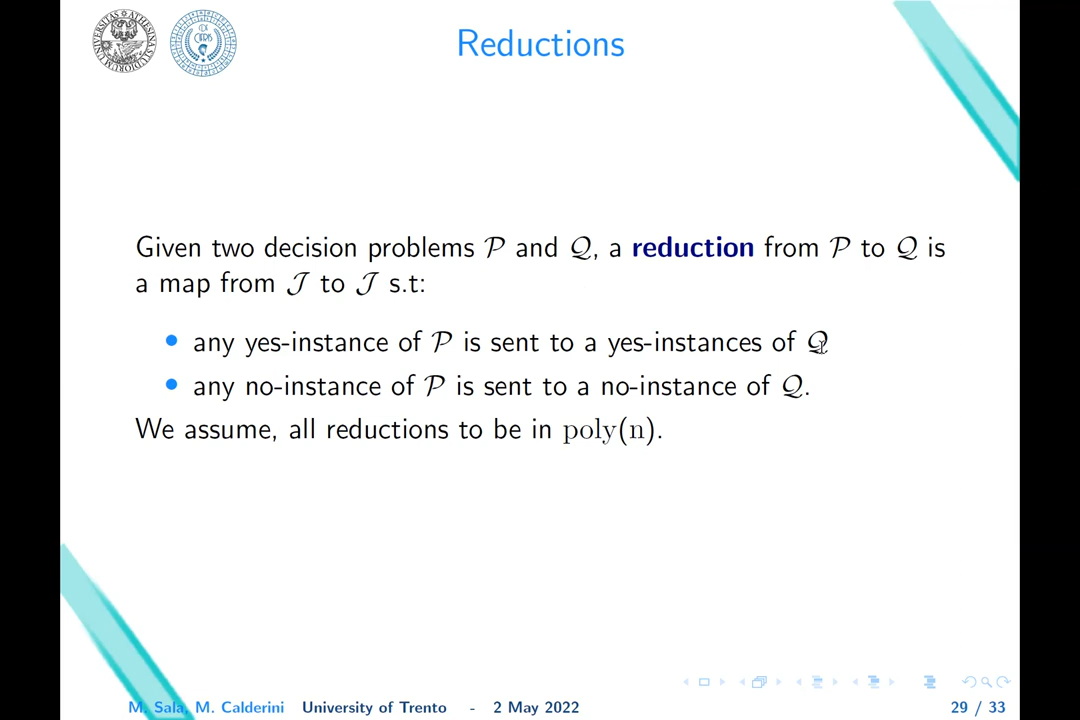 Reductions
Given two decision problems 𝒫 and 𝒬, a reduction from 𝒫 to 𝒬 is
a map from 𝒥 to 𝒥 s.t:
• any yes-instance of 𝒫 is sent to a yes-instances of 𝒬
• any no-instance of 𝒫 is sent to a no-instance of 𝒬.
We assume, all reductions to be in poly(n).
M. Sala, M. Calderini University of Trento - 2 May 2022 29 / 33